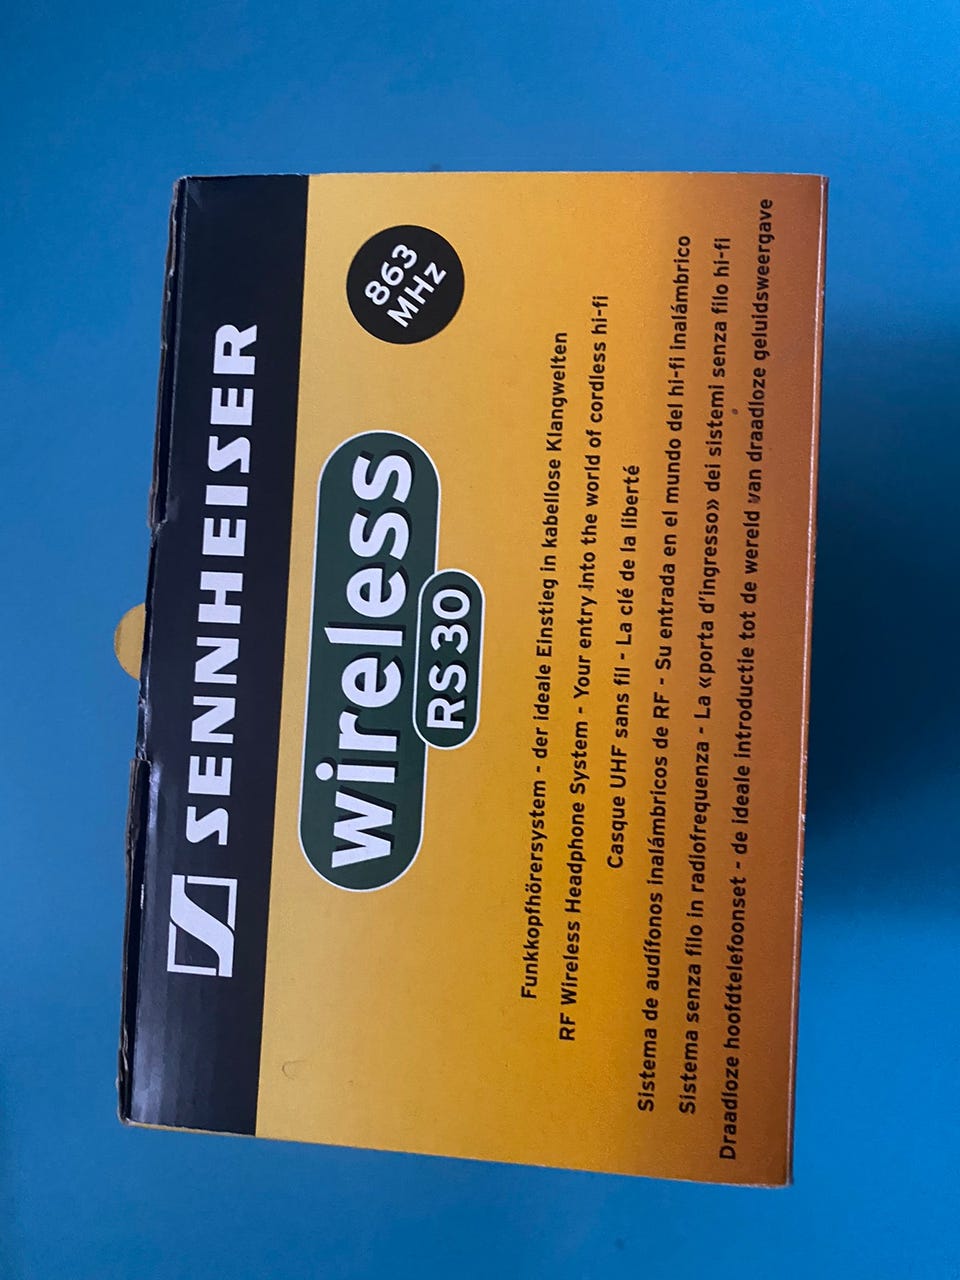 SENNHEISER
863
MHz
wireless
RS 30
Funkkopfhörersystem - der ideale Einstieg in kabellose Klangwelten
RF Wireless Headphone System - Your entry into the world of cordless hi-fi
Casque UHF sans fil - La clé de la liberté
Sistema de audífonos inalámbricos de RF - Su entrada en el mundo del hi-fi inalámbrico
Sistema senza filo in radiofrequenza - La «porta d'ingresso» dei sistemi senza filo hi-fi
Draadloze hoofdtelefoonset - de ideale introductie tot de wereld van draadloze geluidsweergave